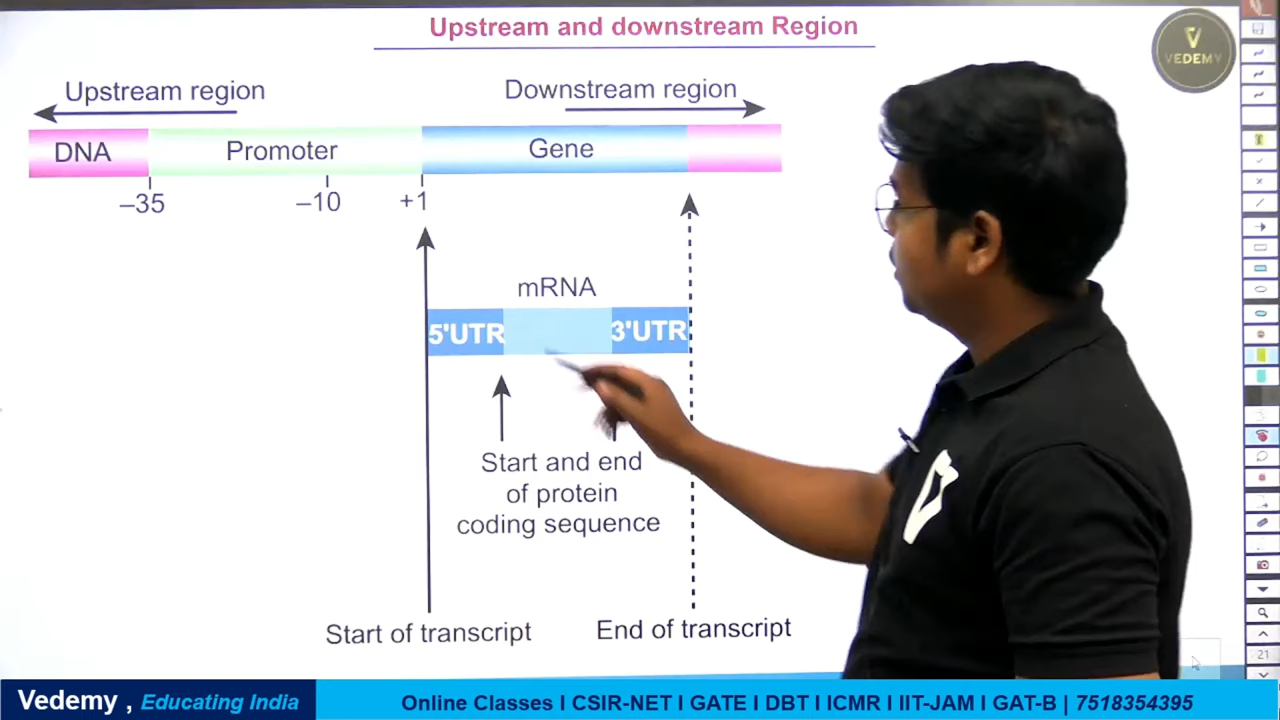 Upstream and downstream Region
VEDEMY
Upstream region
Downstream region
DNA
Promoter
Gene
–35
–10
+1
mRNA
5'UTR
3'UTR
Start and end
of protein
coding sequence
Start of transcript
End of transcript
21
Vedemy , Educating India
Online Classes I CSIR-NET I GATE I DBT I ICMR I IIT-JAM I GAT-B | 7518354395